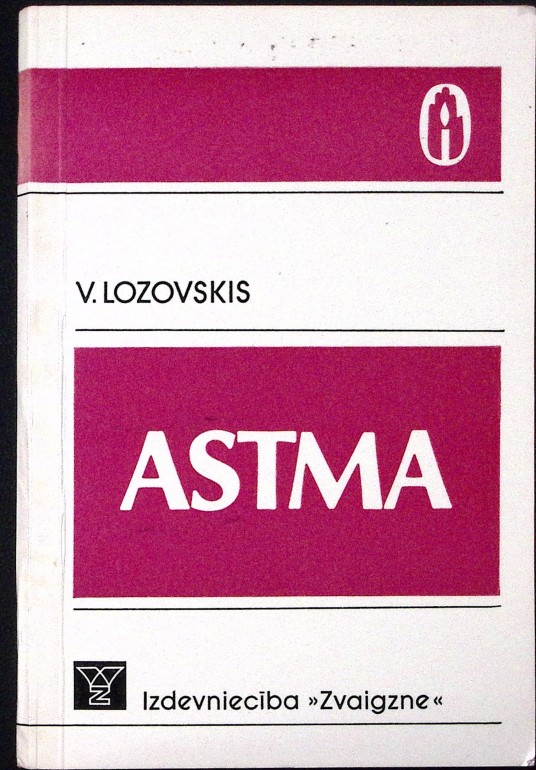 V. LOZOVSKIS
ASTMA
Izdevniecība »Zvaigzne«